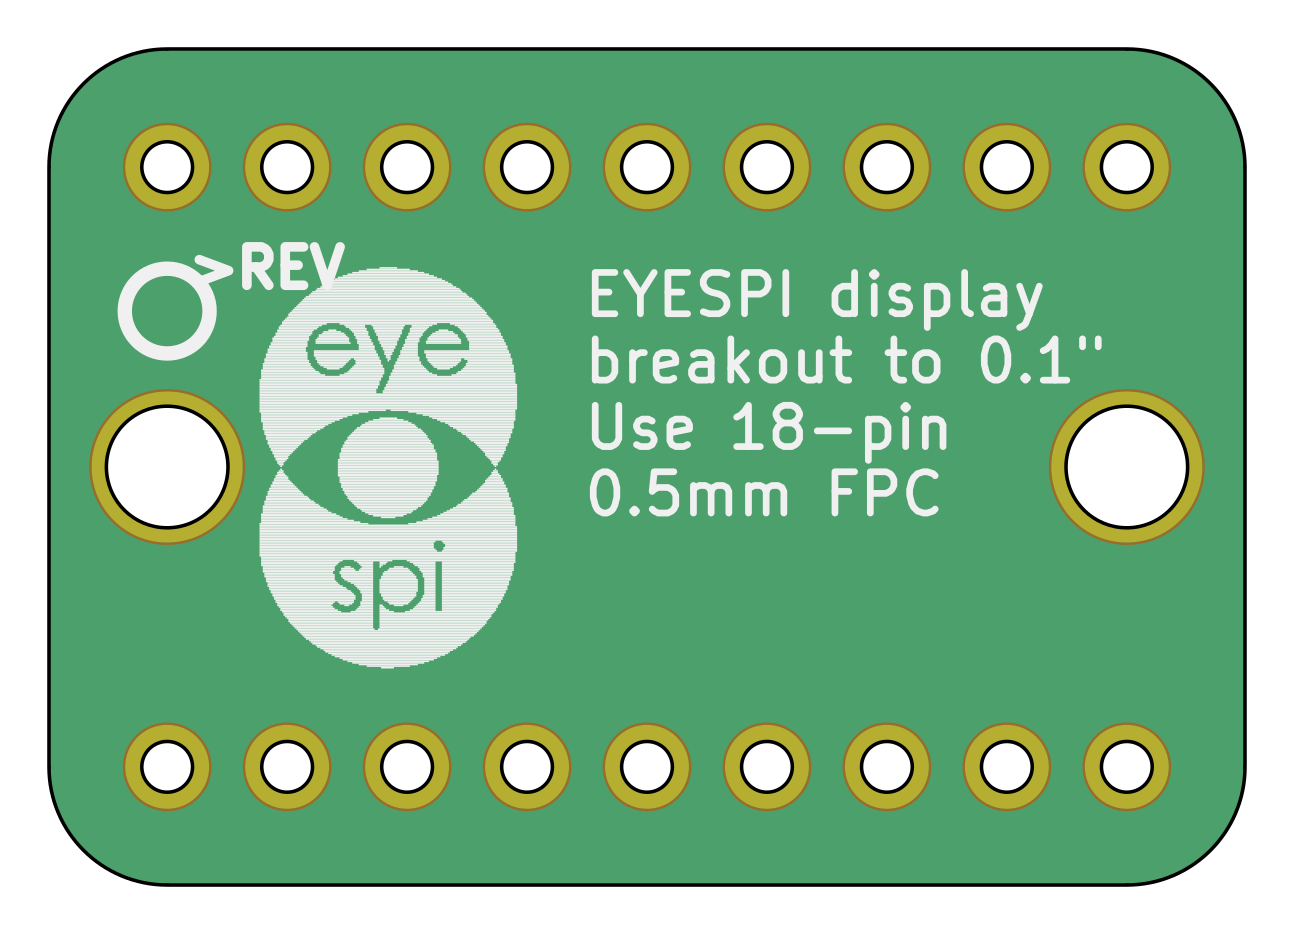 REV
eye
spi
EYESPI display
breakout to 0.1"
Use 18-pin
0.5mm FPC